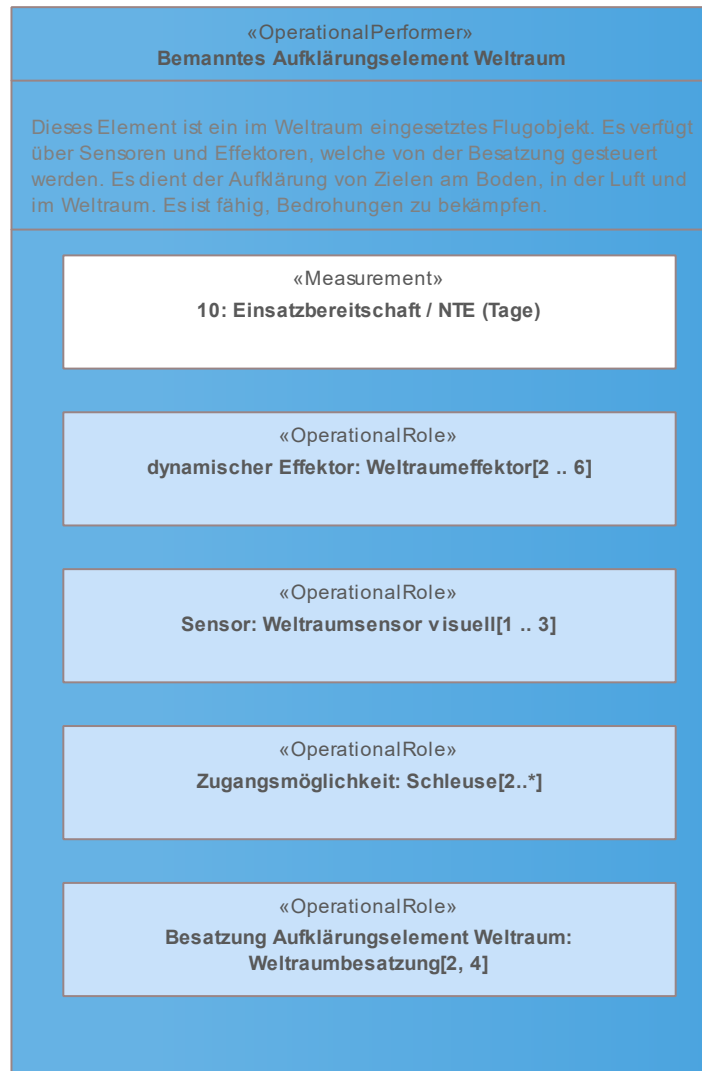 «OperationalPerformer»
Bemanntes Aufklärungselement Weltraum
Dieses Element ist ein im Weltraum eingesetztes Flugobjekt. Es verfügt
über Sensoren und Effektoren, welche von der Besatzung gesteuert
werden. Es dient der Aufklärung von Zielen am Boden, in der Luft und
im Weltraum. Es ist fähig, Bedrohungen zu bekämpfen.
«Measurement»
10: Einsatzbereitschaft / NTE (Tage)
«OperationalRole»
dynamischer Effektor: Weltraumeffektor[2 .. 6]
«OperationalRole»
Sensor: Weltraumsensor visuell[1 .. 3]
«OperationalRole»
Zugangsmöglichkeit: Schleuse[2..*]
«OperationalRole»
Besatzung Aufklärungselement Weltraum:
Weltraumbesatzung[2, 4]